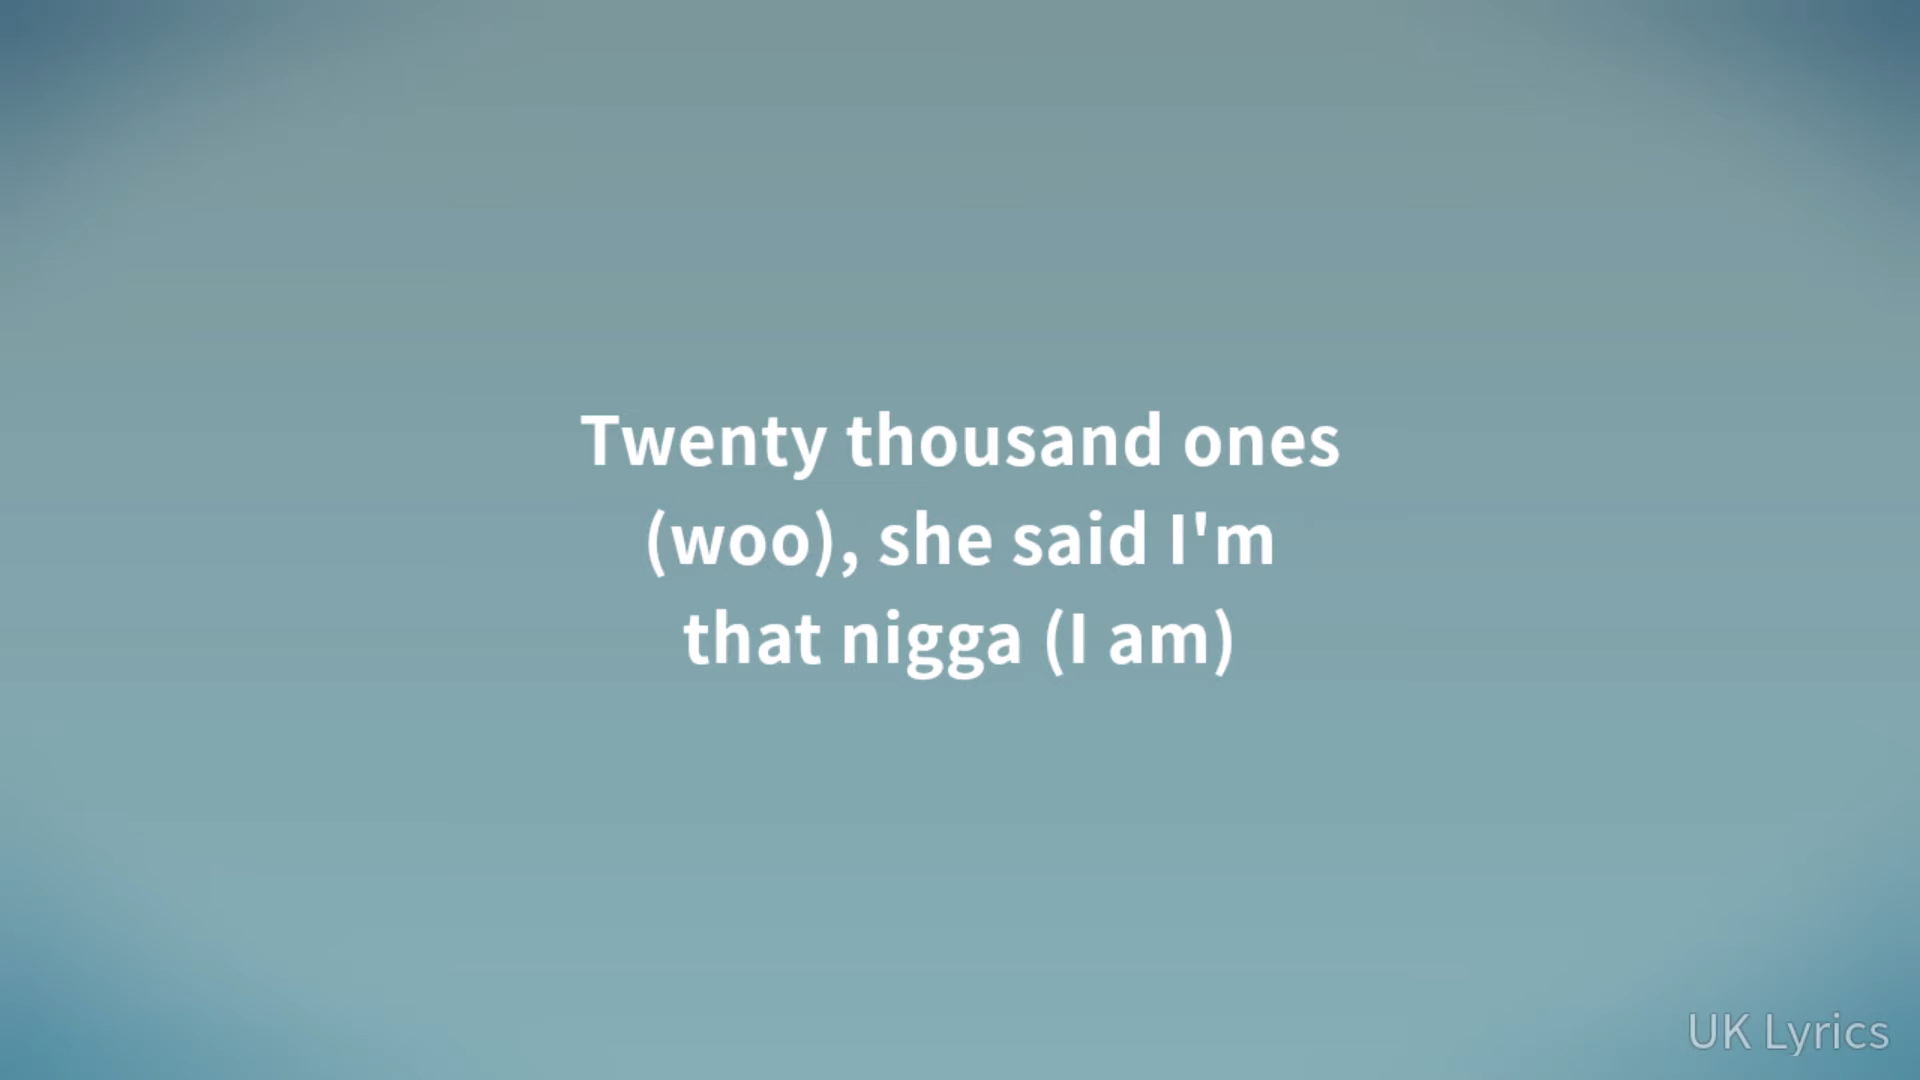 Twenty thousand ones
(woo), she said I'm
that nigga (I am)
UK Lyrics